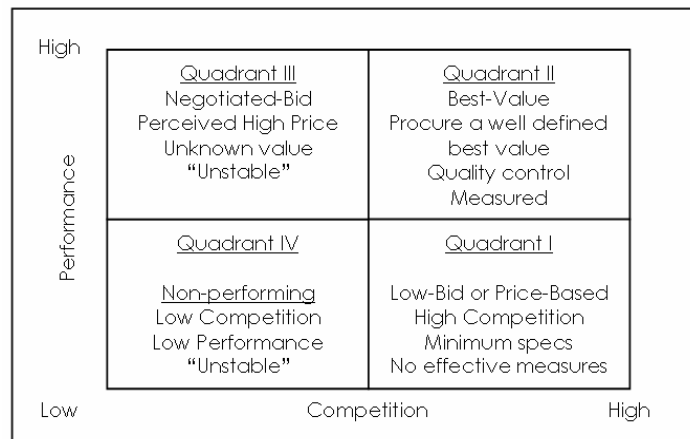 High
Performance
Quadrant III
Negotiated-Bid
Perceived High Price
Unknown value
“Unstable”
Quadrant II
Best-Value
Procure a well defined
best value
Quality control
Measured
Quadrant IV
Non-performing
Low Competition
Low Performance
“Unstable”
Quadrant I
Low-Bid or Price-Based
High Competition
Minimum specs
No effective measures
Low
Competition
High